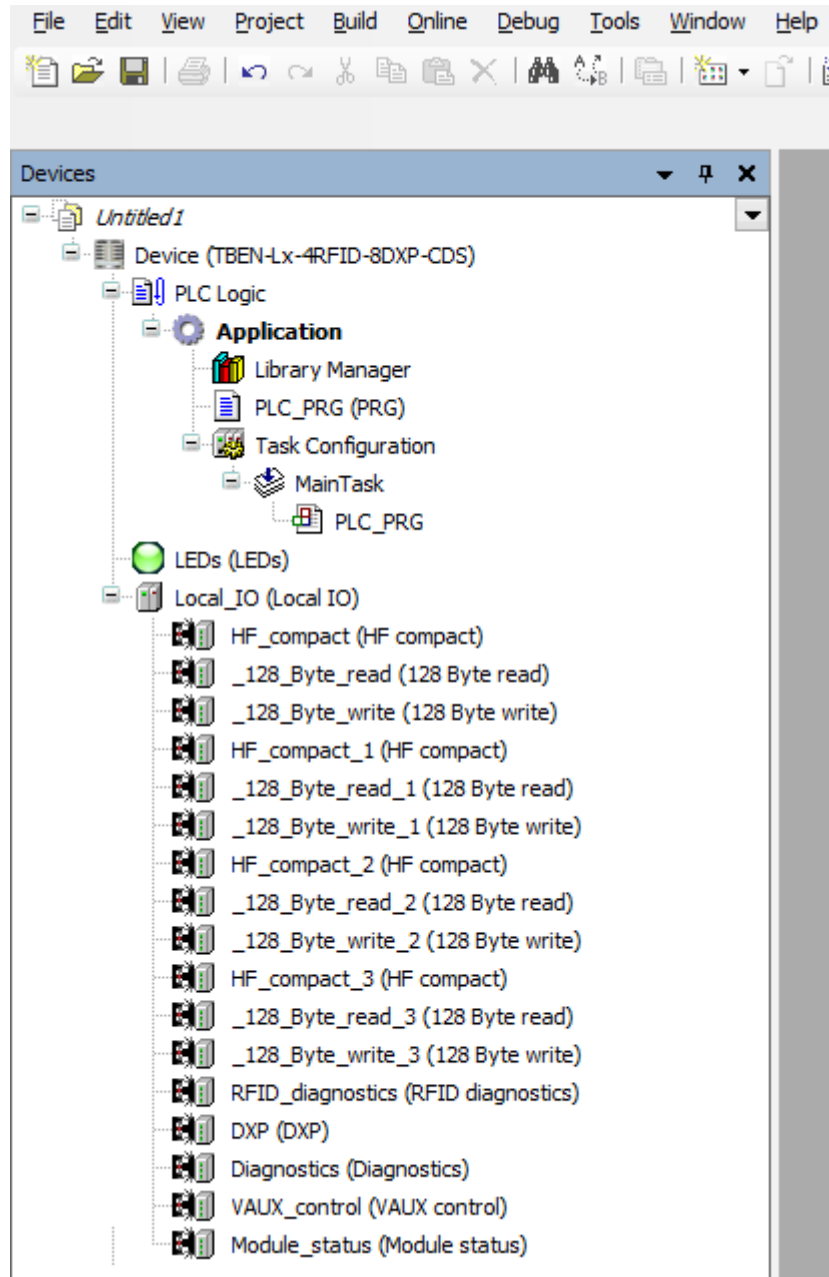 File Edit View Project Build Online Debug Tools Window Help
Devices
Untitled1
Device (TBEN-Lx-4RFID-8DXP-CDS)
PLC Logic
Application
Library Manager
PLC_PRG (PRG)
Task Configuration
MainTask
PLC_PRG
LEDs (LEDs)
Local_IO (Local IO)
HF_compact (HF compact)
_128_Byte_read (128 Byte read)
_128_Byte_write (128 Byte write)
HF_compact_1 (HF compact)
_128_Byte_read_1 (128 Byte read)
_128_Byte_write_1 (128 Byte write)
HF_compact_2 (HF compact)
_128_Byte_read_2 (128 Byte read)
_128_Byte_write_2 (128 Byte write)
HF_compact_3 (HF compact)
_128_Byte_read_3 (128 Byte read)
_128_Byte_write_3 (128 Byte write)
RFID_diagnostics (RFID diagnostics)
DXP (DXP)
Diagnostics (Diagnostics)
VAUX_control (VAUX control)
Module_status (Module status)